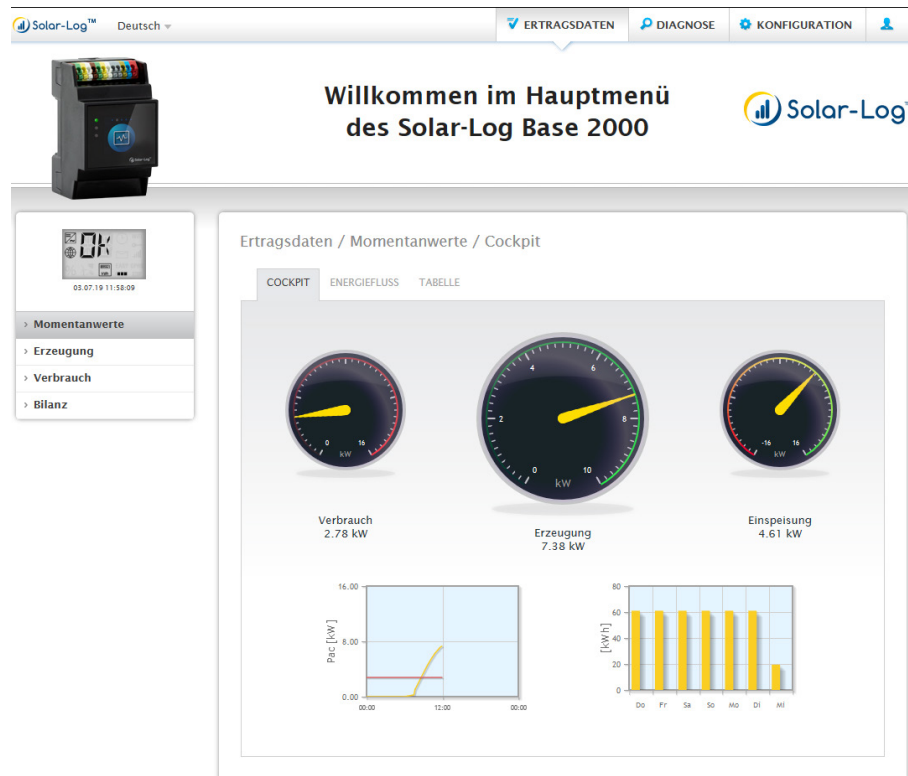 Solar-Log™ Deutsch
ERTRAGSDATEN DIAGNOSE KONFIGURATION
Willkommen im Hauptmenü
des Solar-Log Base 2000
Solar-Log
OK
03.07.19 11:58:09
Momentanwerte
Erzeugung
Verbrauch
Bilanz
Ertragsdaten / Momentanwerte / Cockpit
COCKPIT ENERGIEFLUSS TABELLE
0 16
kW
Verbrauch
2.78 kW
4 6
2 8
0 10
kW
Erzeugung
7.38 kW
-16 16
kW
Einspeisung
4.61 kW
16.00
8.00
0.00
Pac [kW]
00:00 12:00 00:00
80
60
40
20
0
[kWh]
Do Fr Sa So Mo Di Mi